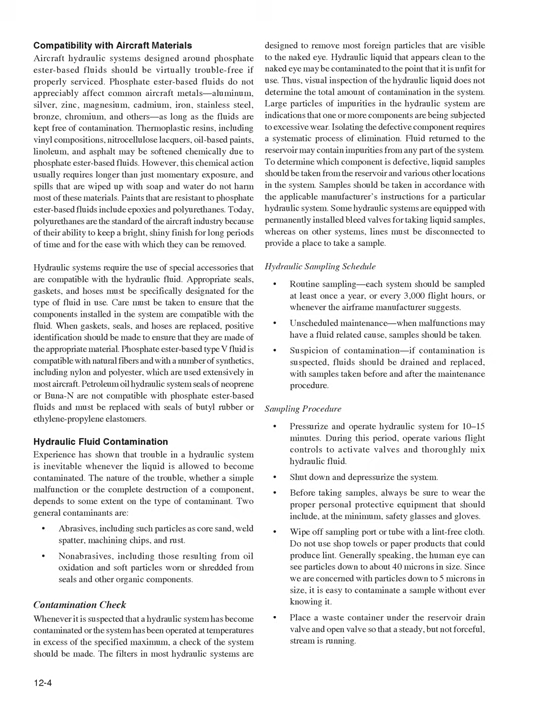 Compatibility with Aircraft Materials
Aircraft hydraulic systems designed around phosphate
ester-based fluids should be virtually trouble-free if
properly serviced. Phosphate ester-based fluids do not
appreciably affect common aircraft metals—aluminum,
silver, zinc, magnesium, cadmium, iron, stainless steel,
bronze, chromium, and others—as long as the fluids are
kept free of contamination. Thermoplastic resins, including
vinyl compositions, nitrocellulose lacquers, oil-based paints,
linoleum, and asphalt may be softened chemically due to
phosphate ester-based fluids. However, this chemical action
usually requires longer than just momentary exposure, and
spills that are wiped up with soap and water do not harm
most of these materials. Paints that are resistant to phosphate
ester-based fluids include epoxies and polyurethanes. Today,
polyurethanes are the standard of the aircraft industry because
of their ability to keep a bright, shiny finish for long periods
of time and for the ease with which they can be removed.
Hydraulic systems require the use of special accessories that
are compatible with the hydraulic fluid. Appropriate seals,
gaskets, and hoses must be specifically designated for the
type of fluid in use. Care must be taken to ensure that the
components installed in the system are compatible with the
fluid. When gaskets, seals, and hoses are replaced, positive
identification should be made to ensure that they are made of
the appropriate material. Phosphate ester-based type V fluid is
compatible with natural fibers and with a number of synthetics,
including nylon and polyester, which are used extensively in
most aircraft. Petroleum oil hydraulic system seals of neoprene
or Buna-N are not compatible with phosphate ester-based
fluids and must be replaced with seals of butyl rubber or
ethylene-propylene elastomers.
Hydraulic Fluid Contamination
Experience has shown that trouble in a hydraulic system
is inevitable whenever the liquid is allowed to become
contaminated. The nature of the trouble, whether a simple
malfunction or the complete destruction of a component,
depends to some extent on the type of contaminant. Two
general contaminants are:
• Abrasives, including such particles as core sand, weld
spatter, machining chips, and rust.
• Nonabrasives, including those resulting from oil
oxidation and soft particles worn or shredded from
seals and other organic components.
Contamination Check
Whenever it is suspected that a hydraulic system has become
contaminated or the system has been operated at temperatures
in excess of the specified maximum, a check of the system
should be made. The filters in most hydraulic systems are
designed to remove most foreign particles that are visible
to the naked eye. Hydraulic liquid that appears clean to the
naked eye may be contaminated to the point that it is unfit for
use. Thus, visual inspection of the hydraulic liquid does not
determine the total amount of contamination in the system.
Large particles of impurities in the hydraulic system are
indications that one or more components are being subjected
to excessive wear. Isolating the defective component requires
a systematic process of elimination. Fluid returned to the
reservoir may contain impurities from any part of the system.
To determine which component is defective, liquid samples
should be taken from the reservoir and various other locations
in the system. Samples should be taken in accordance with
the applicable manufacturer's instructions for a particular
hydraulic system. Some hydraulic systems are equipped with
permanently installed bleed valves for taking liquid samples,
whereas on other systems, lines must be disconnected to
provide a place to take a sample.
Hydraulic Sampling Schedule
• Routine sampling—each system should be sampled
at least once a year, or every 3,000 flight hours, or
whenever the airframe manufacturer suggests.
• Unscheduled maintenance—when malfunctions may
have a fluid related cause, samples should be taken.
• Suspicion of contamination—if contamination is
suspected, fluids should be drained and replaced,
with samples taken before and after the maintenance
procedure.
Sampling Procedure
• Pressurize and operate hydraulic system for 10–15
minutes. During this period, operate various flight
controls to activate valves and thoroughly mix
hydraulic fluid.
• Shut down and depressurize the system.
• Before taking samples, always be sure to wear the
proper personal protective equipment that should
include, at the minimum, safety glasses and gloves.
• Wipe off sampling port or tube with a lint-free cloth.
Do not use shop towels or paper products that could
produce lint. Generally speaking, the human eye can
see particles down to about 40 microns in size. Since
we are concerned with particles down to 5 microns in
size, it is easy to contaminate a sample without ever
knowing it.
• Place a waste container under the reservoir drain
valve and open valve so that a steady, but not forceful,
stream is running.
12-4